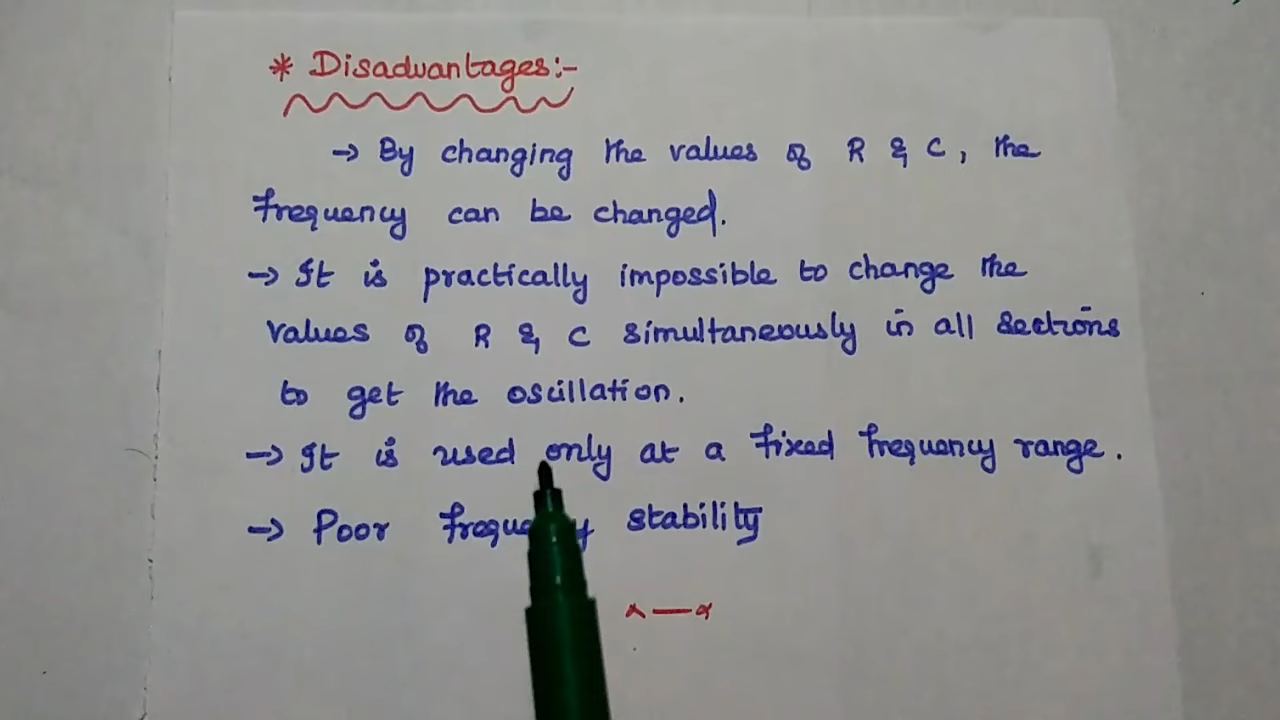 * Disadvantages:-
→ By changing the values of R & C, the
frequency can be changed.
→ It is practically impossible to change the
values of R & C simultaneously in all sections
to get the oscillation.
→ It is used only at a fixed frequency range.
→ Poor frequency stability